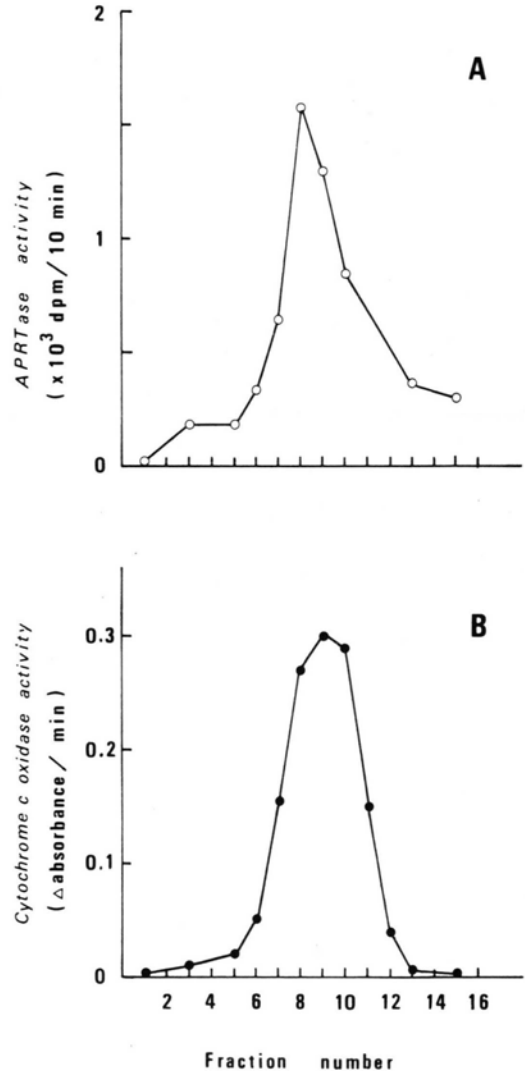 2
A
1
0
APRTase activity
(x10³ dpm/10 min)
B
0.3
0.2
0.1
0
Cytochrome c oxidase activity
(△absorbance/ min)
2 4 6 8 10 12 14 16
Fraction number